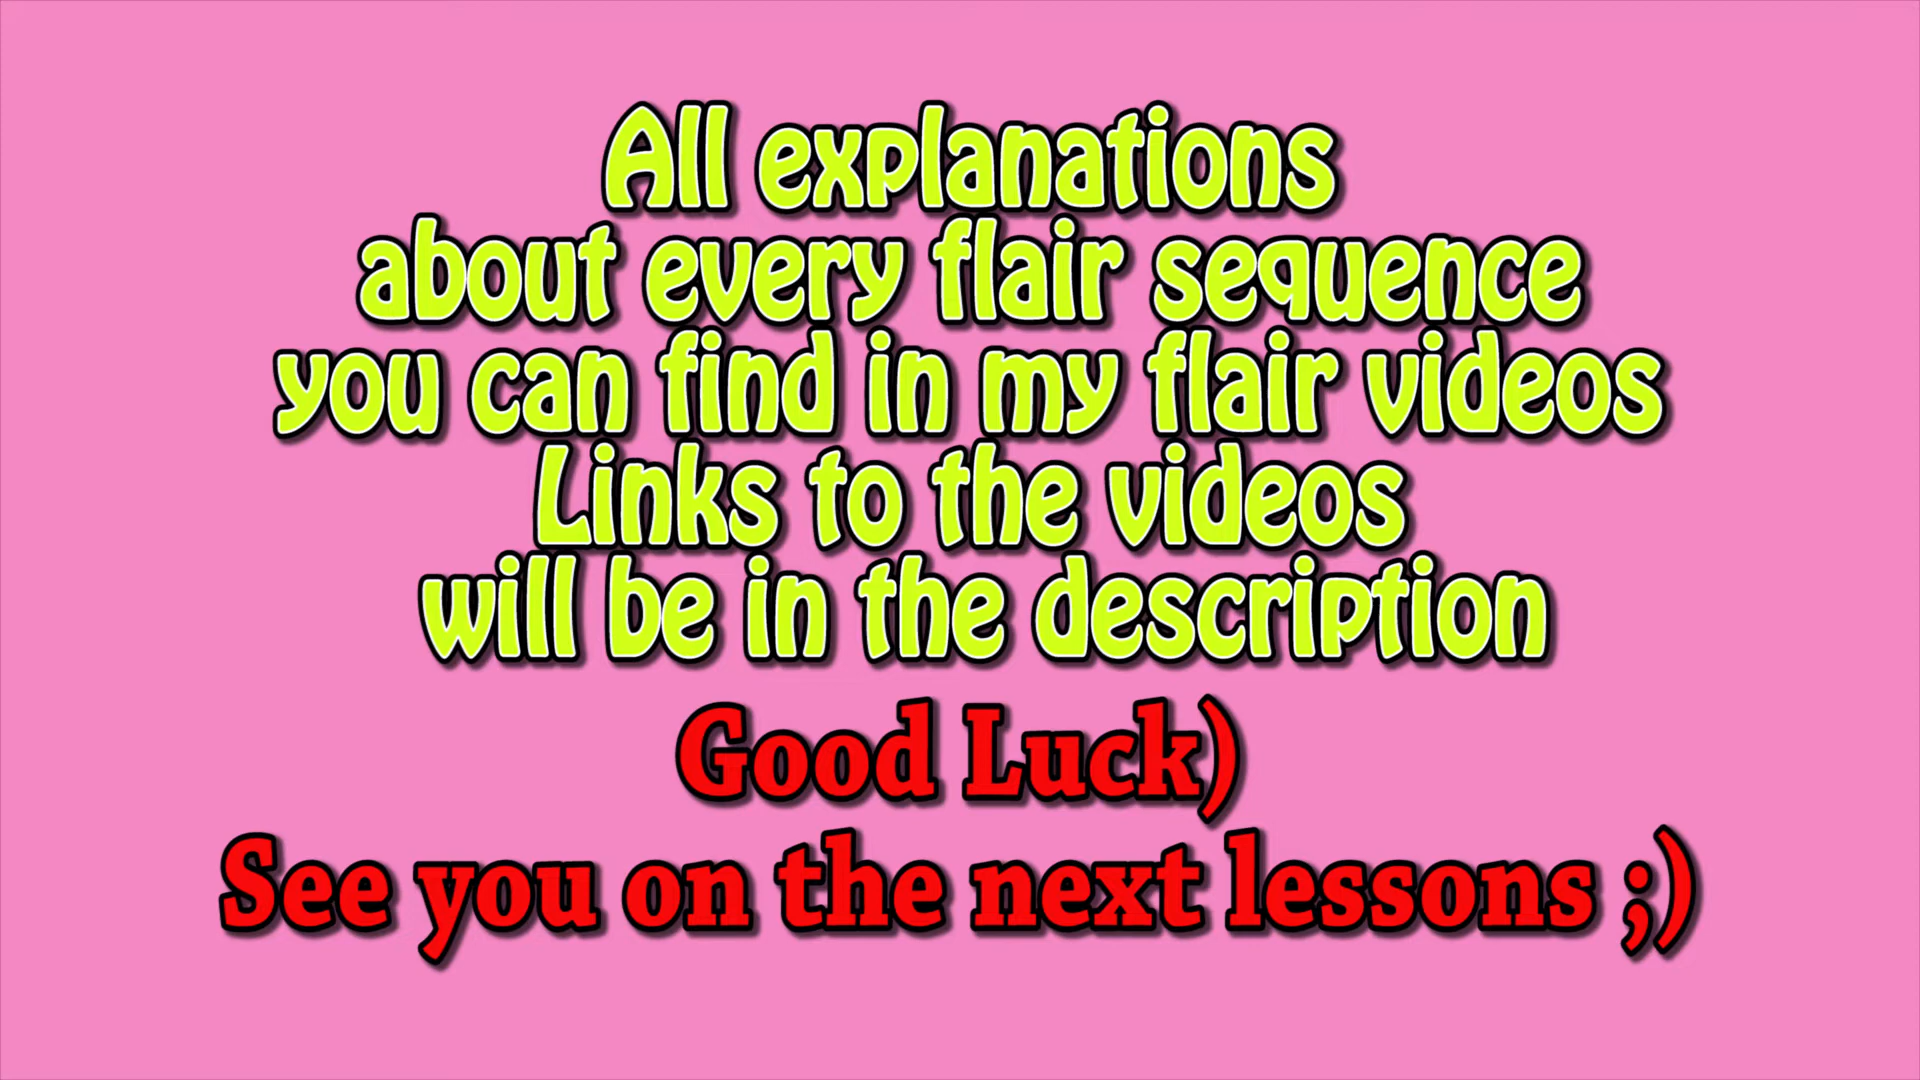 All explanations
about every flair sequence
you can find in my flair videos
Links to the videos
will be in the description
Good Luck)
See you on the next lessons ;)